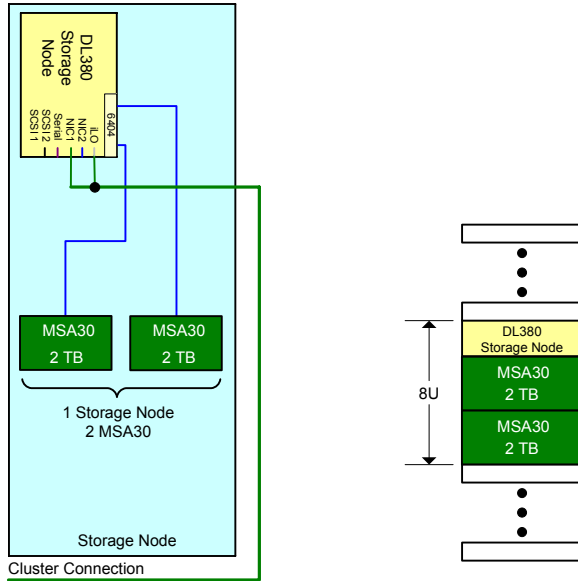 DL380
Storage
Node
6404
iLO
NIC2
NIC1
Serial
SCSI 2
SCSI 1
MSA30
2 TB
MSA30
2 TB
1 Storage Node
2 MSA30
Storage Node
Cluster Connection
8U
DL380
Storage Node
MSA30
2 TB
MSA30
2 TB